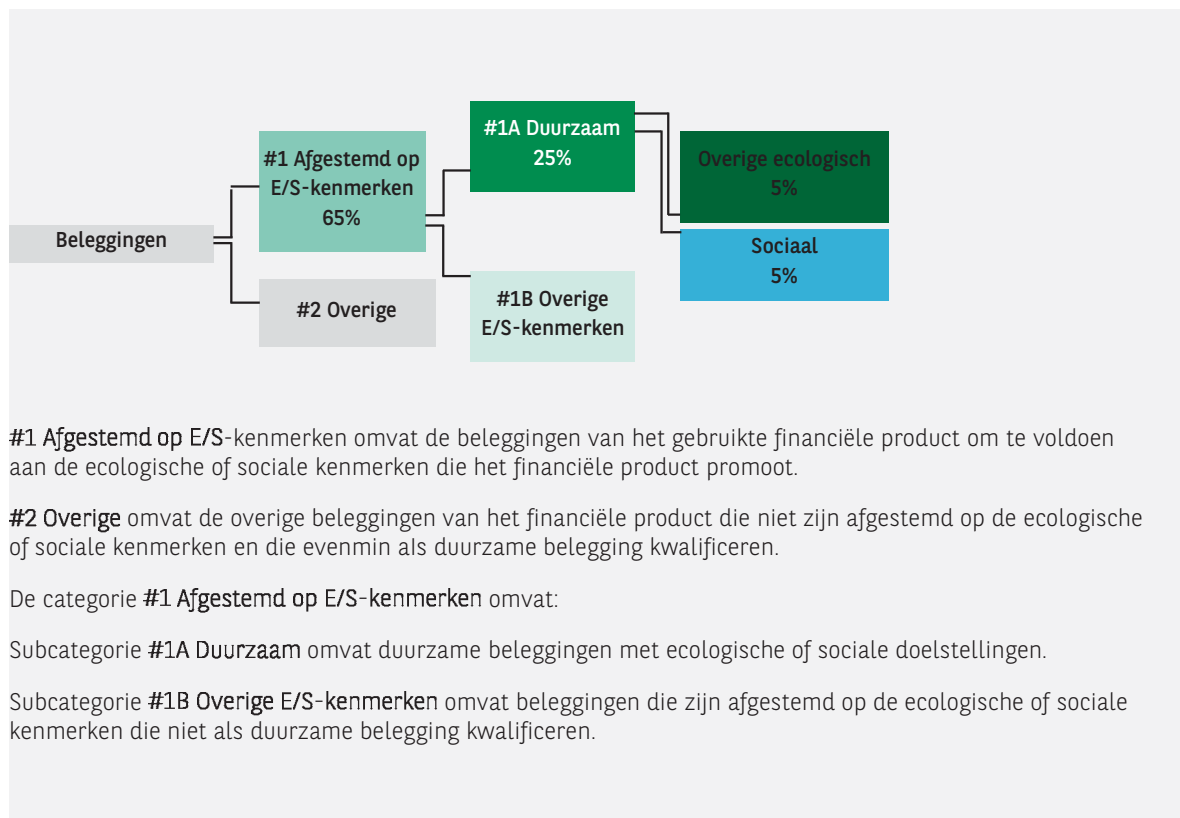 Beleggingen
#1 Afgestemd op
E/S-kenmerken
65%
#2 Overige
#1A Duurzaam
25%
#1B Overige
E/S-kenmerken
Overige ecologisch
5%
Sociaal
5%
#1 Afgestemd op E/S-kenmerken omvat de beleggingen van het gebruikte financiële product om te voldoen
aan de ecologische of sociale kenmerken die het financiële product promoot.
#2 Overige omvat de overige beleggingen van het financiële product die niet zijn afgestemd op de ecologische
of sociale kenmerken en die evenmin als duurzame belegging kwalificeren.
De categorie #1 Afgestemd op E/S-kenmerken omvat:
Subcategorie #1A Duurzaam omvat duurzame beleggingen met ecologische of sociale doelstellingen.
Subcategorie #1B Overige E/S-kenmerken omvat beleggingen die zijn afgestemd op de ecologische of sociale
kenmerken die niet als duurzame belegging kwalificeren.